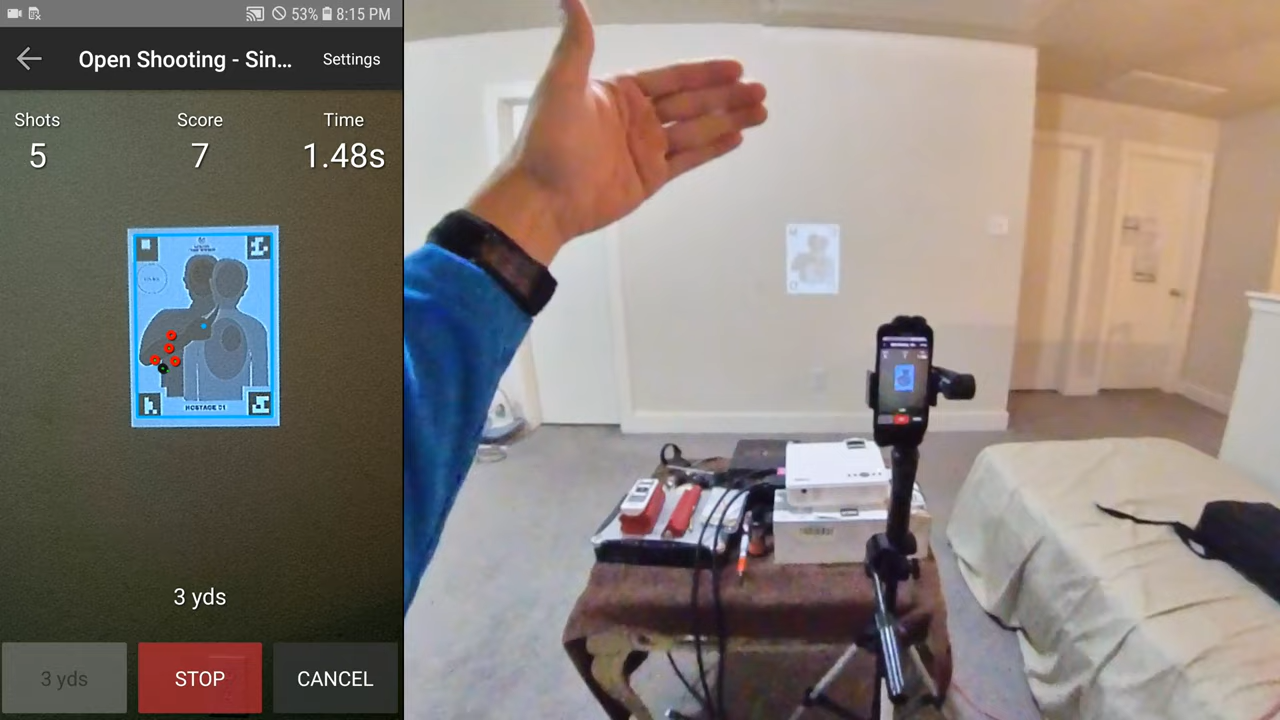 53% 8:15 PM
Open Shooting - Sin... Settings
Shots Score Time
5 7 1.48s
HOSTAGE 01
3 yds
3 yds STOP CANCEL